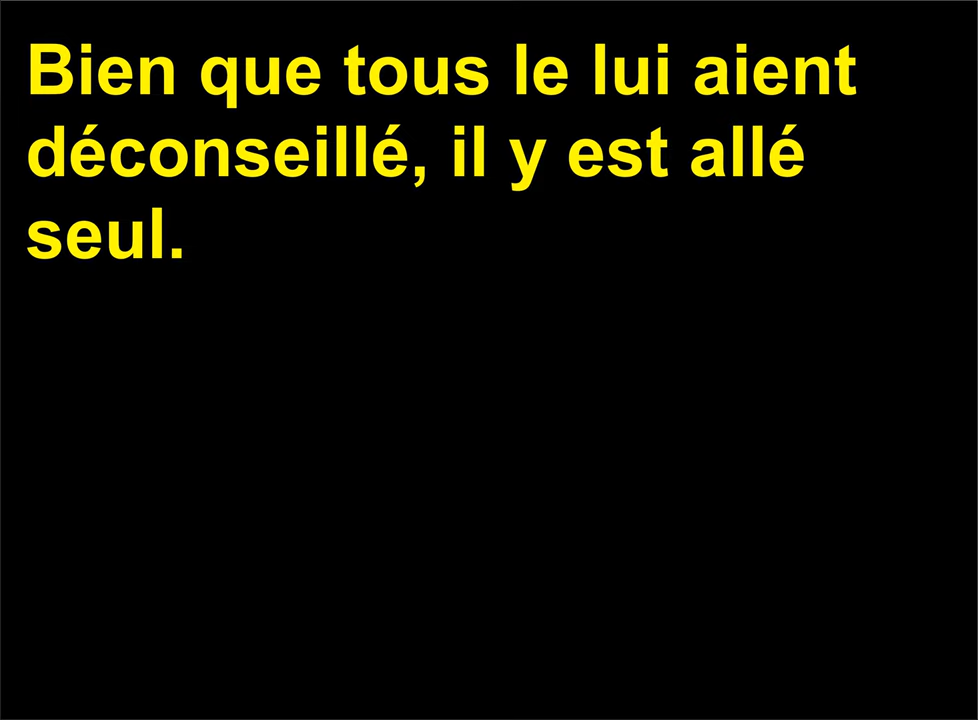 Bien que tous le lui aient
déconseillé, il y est allé
seul.